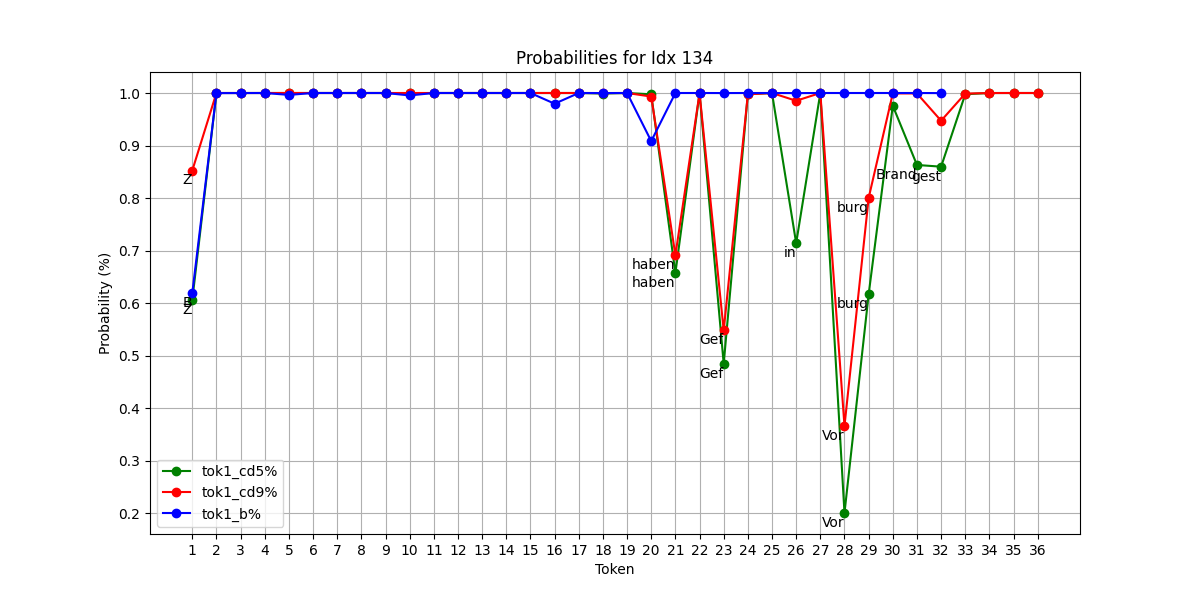 Probabilities for Idx 134
Probability (%)
1.0
0.9
0.8
0.7
0.6
0.5
0.4
0.3
0.2
Z
B
Z
haben
haben
Gef
Gef
in
Vor
Vor
burg
burg
Brand
gest
tok1_cd5%
tok1_cd9%
tok1_b%
1 2 3 4 5 6 7 8 9 10 11 12 13 14 15 16 17 18 19 20 21 22 23 24 25 26 27 28 29 30 31 32 33 34 35 36
Token